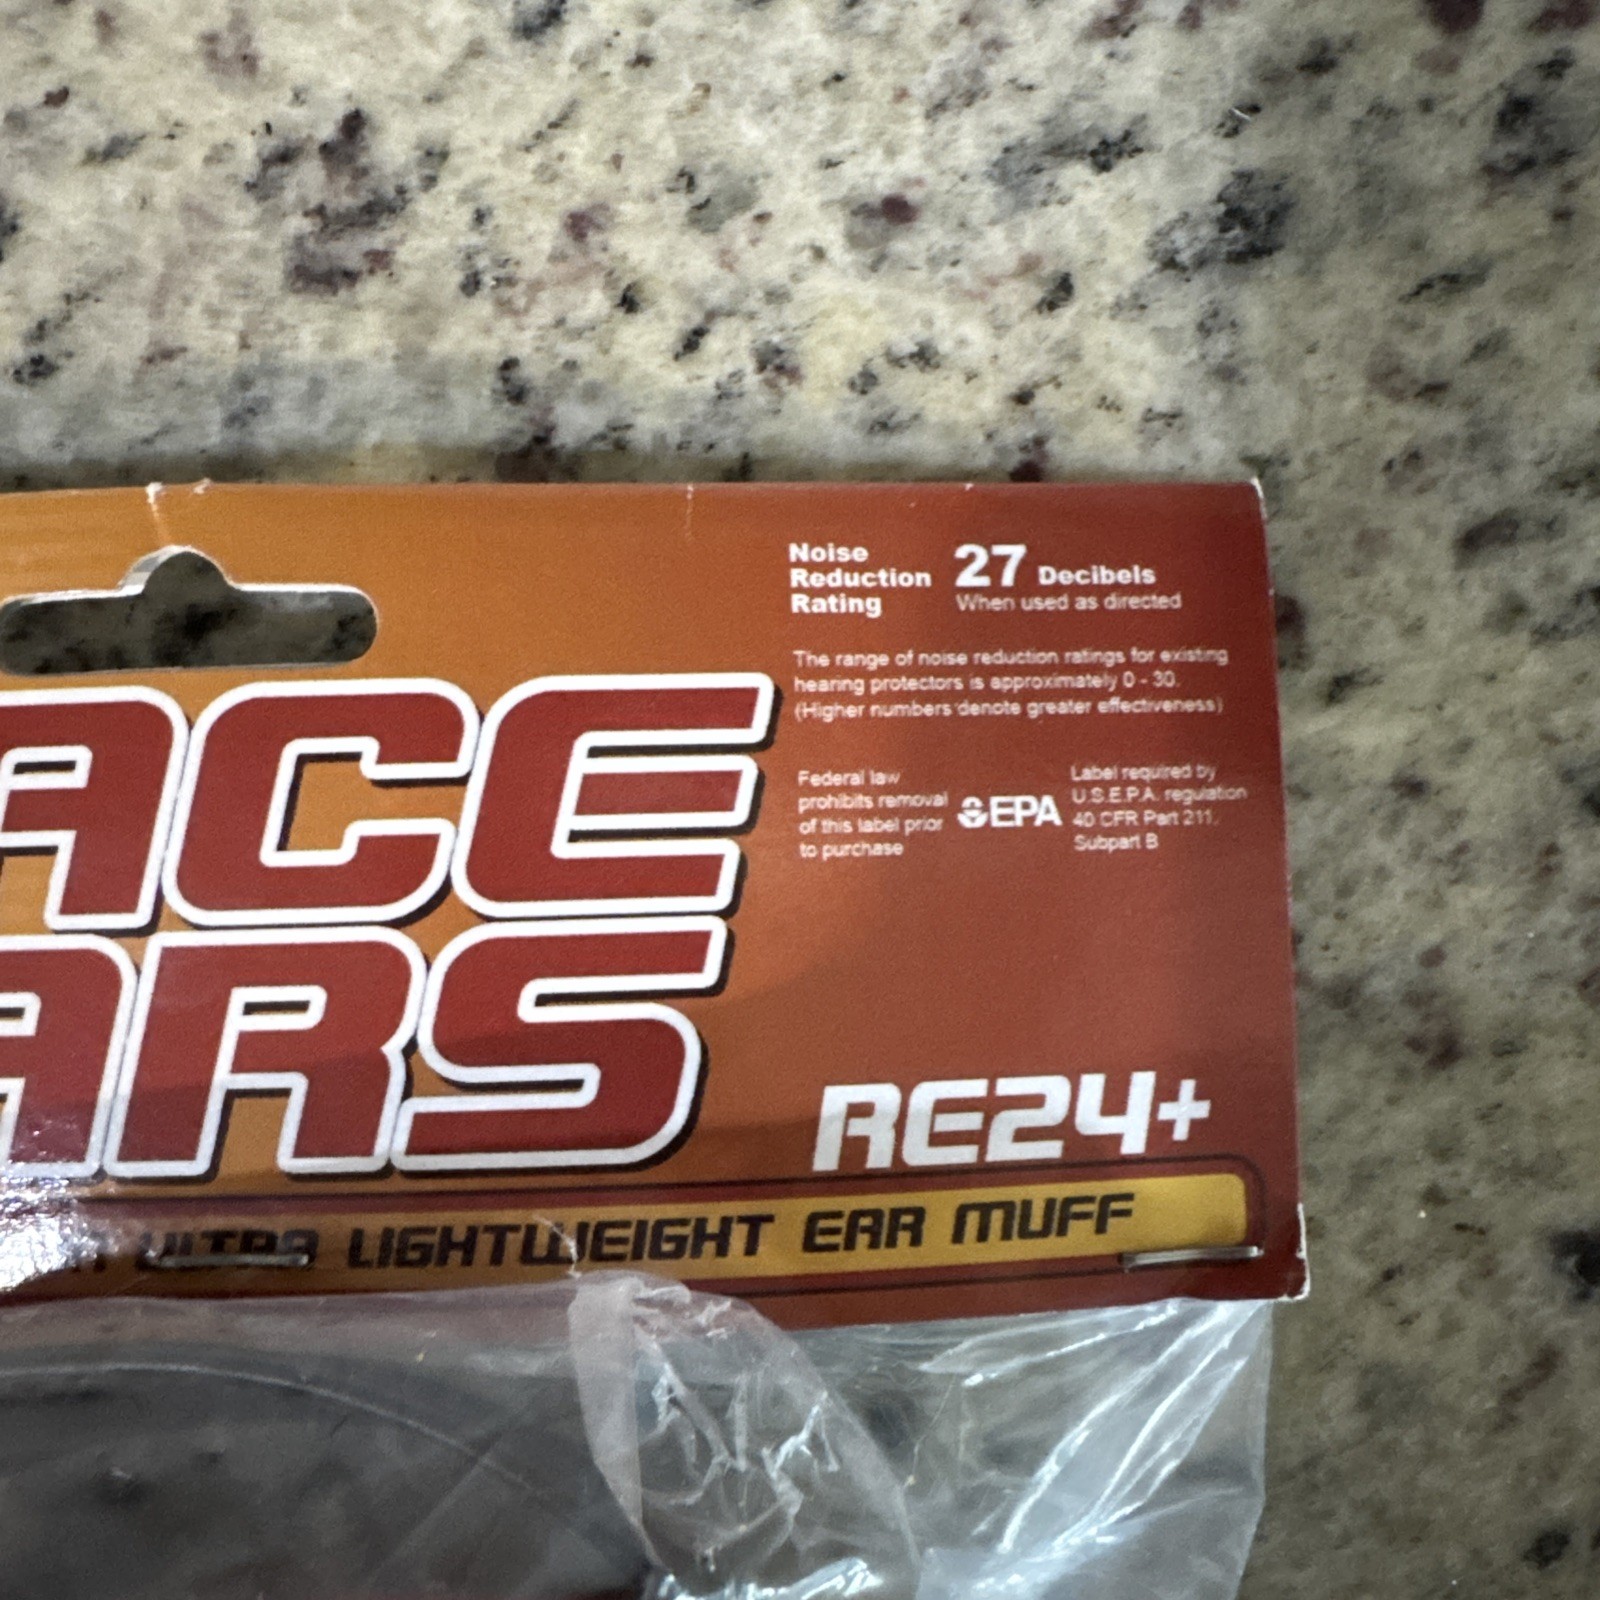 Noise
Reduction
Rating
27 Decibels
When used as directed
The range of noise reduction ratings for existing
hearing protectors is approximately 0 - 30.
(Higher numbers denote greater effectiveness)
Federal law
prohibits removal
of this label prior
to purchase
EPA
Label required by
U.S.E.P.A. regulation
40 CFR Part 211,
Subpart B
ACE
ARS
RE24+
ULTRA LIGHTWEIGHT EAR MUFF